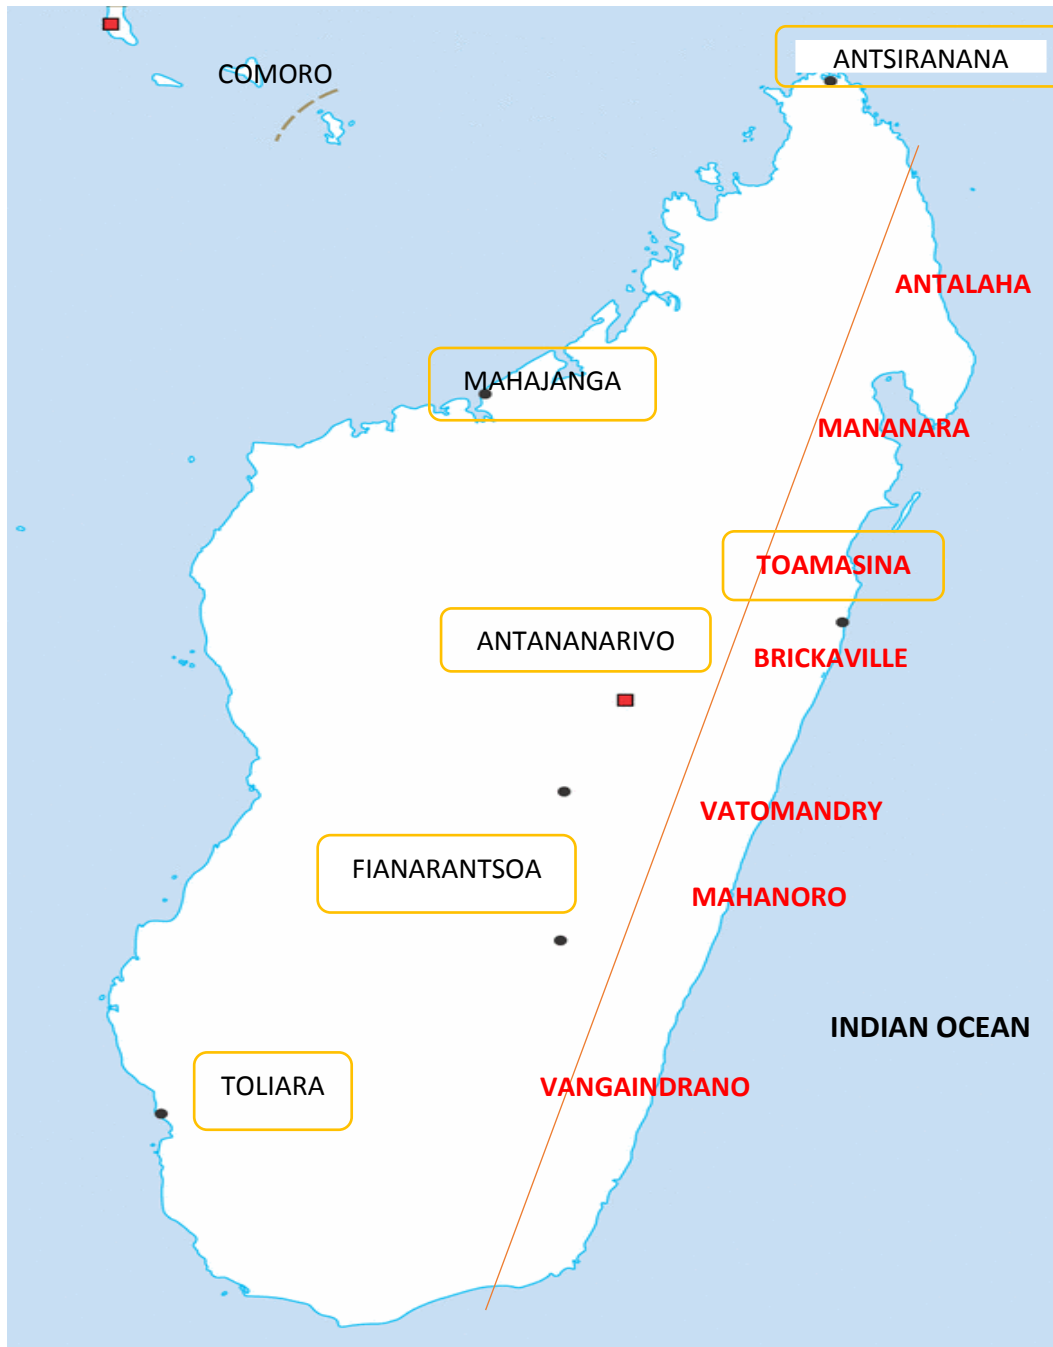 ANTSIRANANA
COMORO
ANTALAHA
MAHAJANGA
MANANARA
TOAMASINA
ANTANANARIVO
BRICKAVILLE
VATOMANDRY
FIANARANTSOA
MAHANORO
INDIAN OCEAN
TOLIARA
VANGAINDRANO